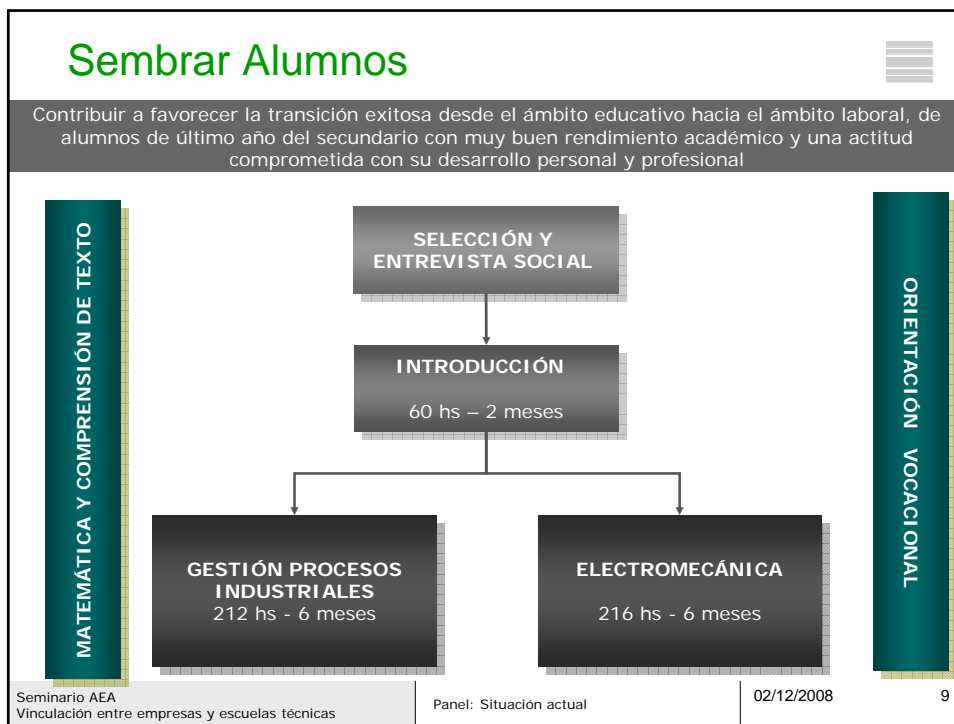 Sembrar Alumnos
Contribuir a favorecer la transición exitosa desde el ámbito educativo hacia el ámbito laboral, de
alumnos de último año del secundario con muy buen rendimiento académico y una actitud
comprometida con su desarrollo personal y profesional
MATEMÁTICA Y COMPRENSIÓN DE TEXTO
SELECCIÓN Y
ENTREVISTA SOCIAL
INTRODUCCIÓN
60 hs – 2 meses
GESTIÓN PROCESOS
INDUSTRIALES
212 hs - 6 meses
ELECTROMECÁNICA
216 hs - 6 meses
ORIENTACIÓN VOCACIONAL
Seminario AEA
Vinculación entre empresas y escuelas técnicas
Panel: Situación actual
02/12/2008
9